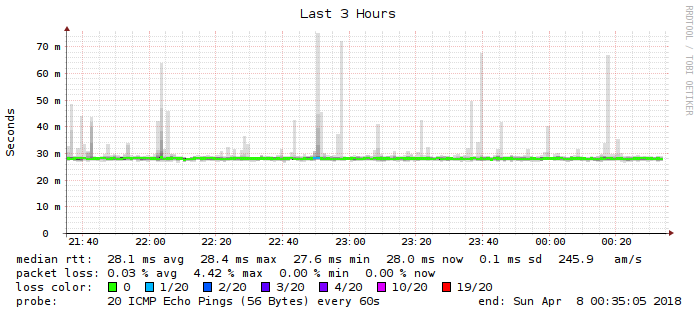 Last 3 Hours
RRDTOOL / TOBI OETIKER
Seconds
70 m
60 m
50 m
40 m
30 m
20 m
10 m
0
21:40 22:00 22:20 22:40 23:00 23:20 23:40 00:00 00:20
median rtt: 28.1 ms avg 28.4 ms max 27.6 ms min 28.0 ms now 0.1 ms sd 245.9 am/s
packet loss: 0.03 % avg 4.42 % max 0.00 % min 0.00 % now
loss color: 0 1/20 2/20 3/20 4/20 10/20 19/20
probe: 20 ICMP Echo Pings (56 Bytes) every 60s end: Sun Apr 8 00:35:05 2018